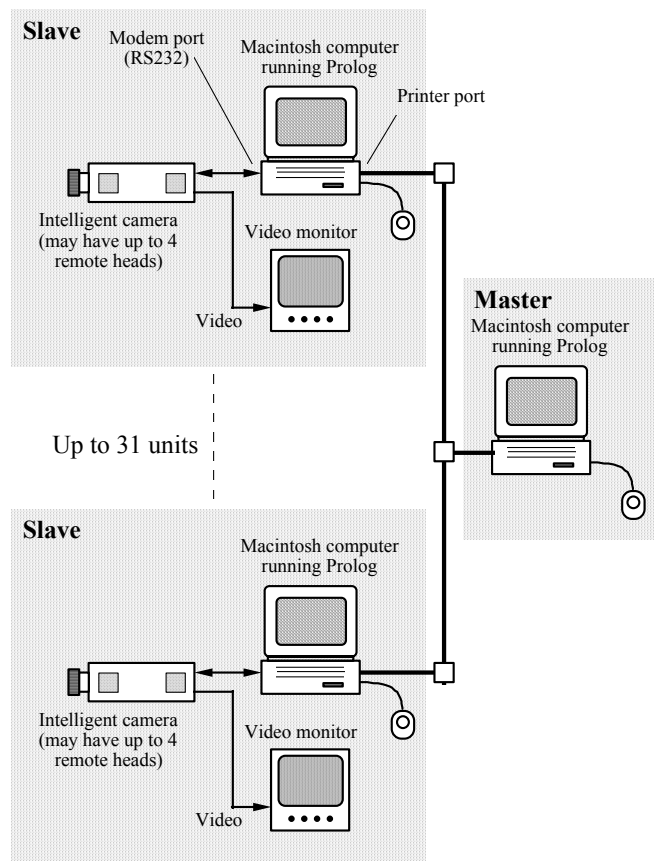 Slave
Modem port
(RS232)
Macintosh computer
running Prolog
Printer port
Intelligent camera
(may have up to 4
remote heads)
Video monitor
Video
Master
Macintosh computer
running Prolog
Up to 31 units
Slave
Macintosh computer
running Prolog
Intelligent camera
(may have up to 4
remote heads)
Video monitor
Video